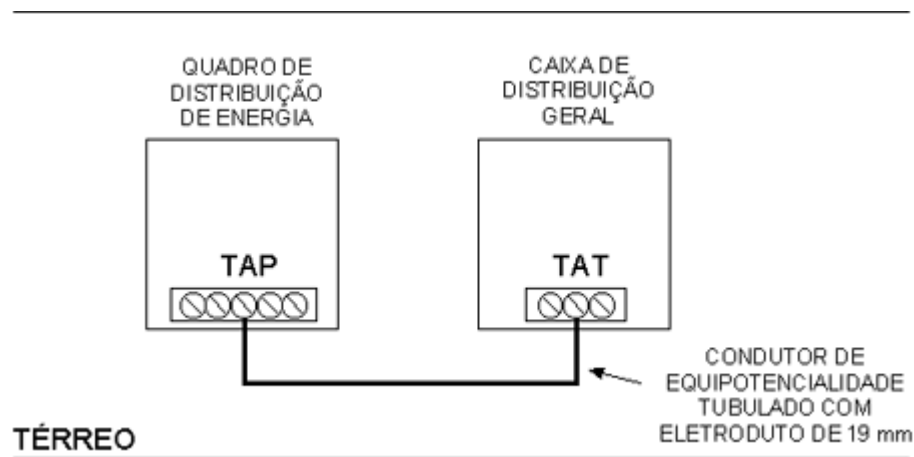 QUADRO DE
DISTRIBUIÇÃO
DE ENERGIA
CAIXA DE
DISTRIBUIÇÃO
GERAL
TAP
TAT
CONDUTOR DE
EQUIPOTENCIALIDADE
TUBULADO COM
ELETRODUTO DE 19 mm
TÉRREO